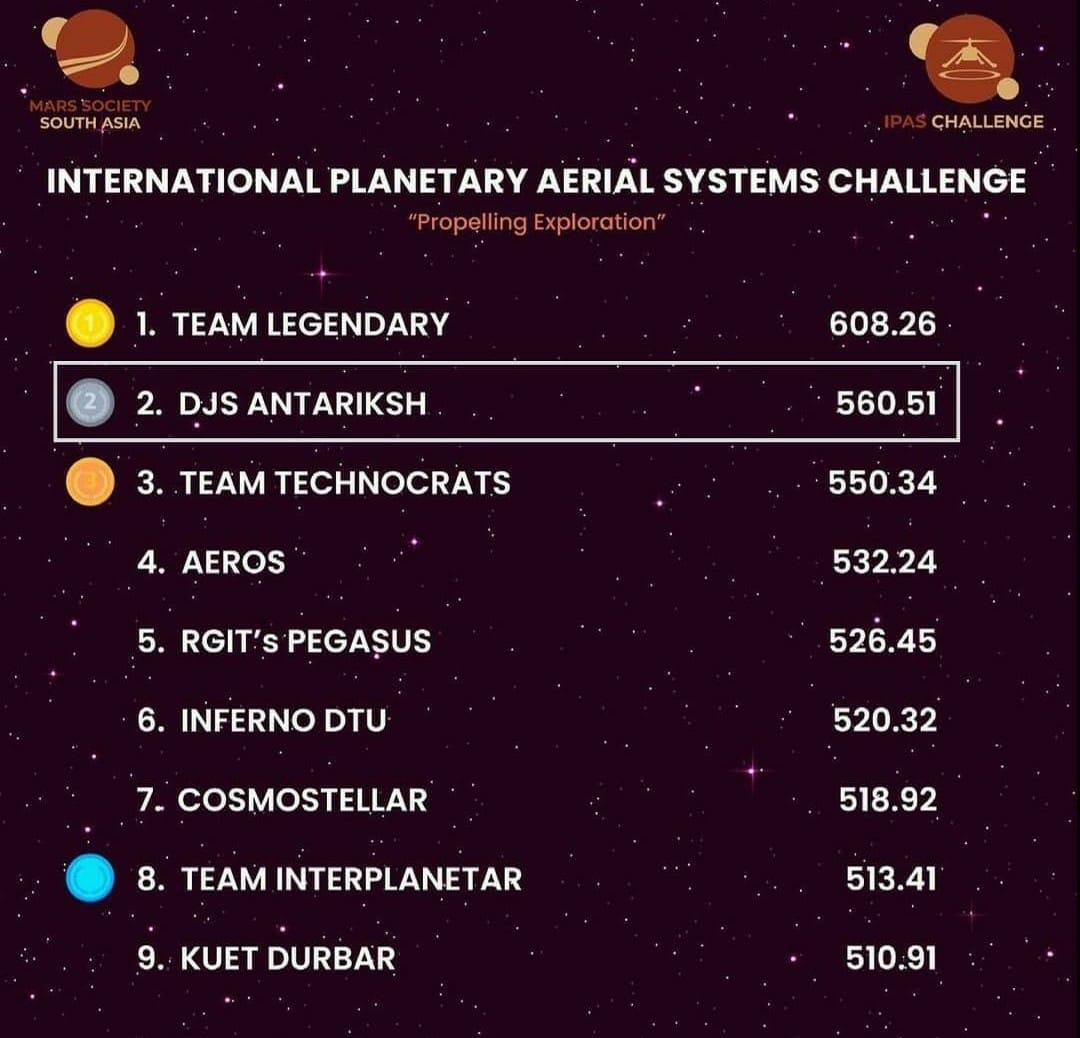 MARS SOCIETY
SOUTH ASIA
IPAS CHALLENGE
INTERNATIONAL PLANETARY AERIAL SYSTEMS CHALLENGE
“Propelling Exploration”
1
1. TEAM LEGENDARY 608.26
2
2. DJS ANTARIKSH 560.51
3
3. TEAM TECHNOCRATS 550.34
4. AEROS 532.24
5. RGIT’s PEGASUS 526.45
6. INFERNO DTU 520.32
7. COSMOSTELLAR 518.92
8. TEAM INTERPLANETAR 513.41
9. KUET DURBAR 510.91